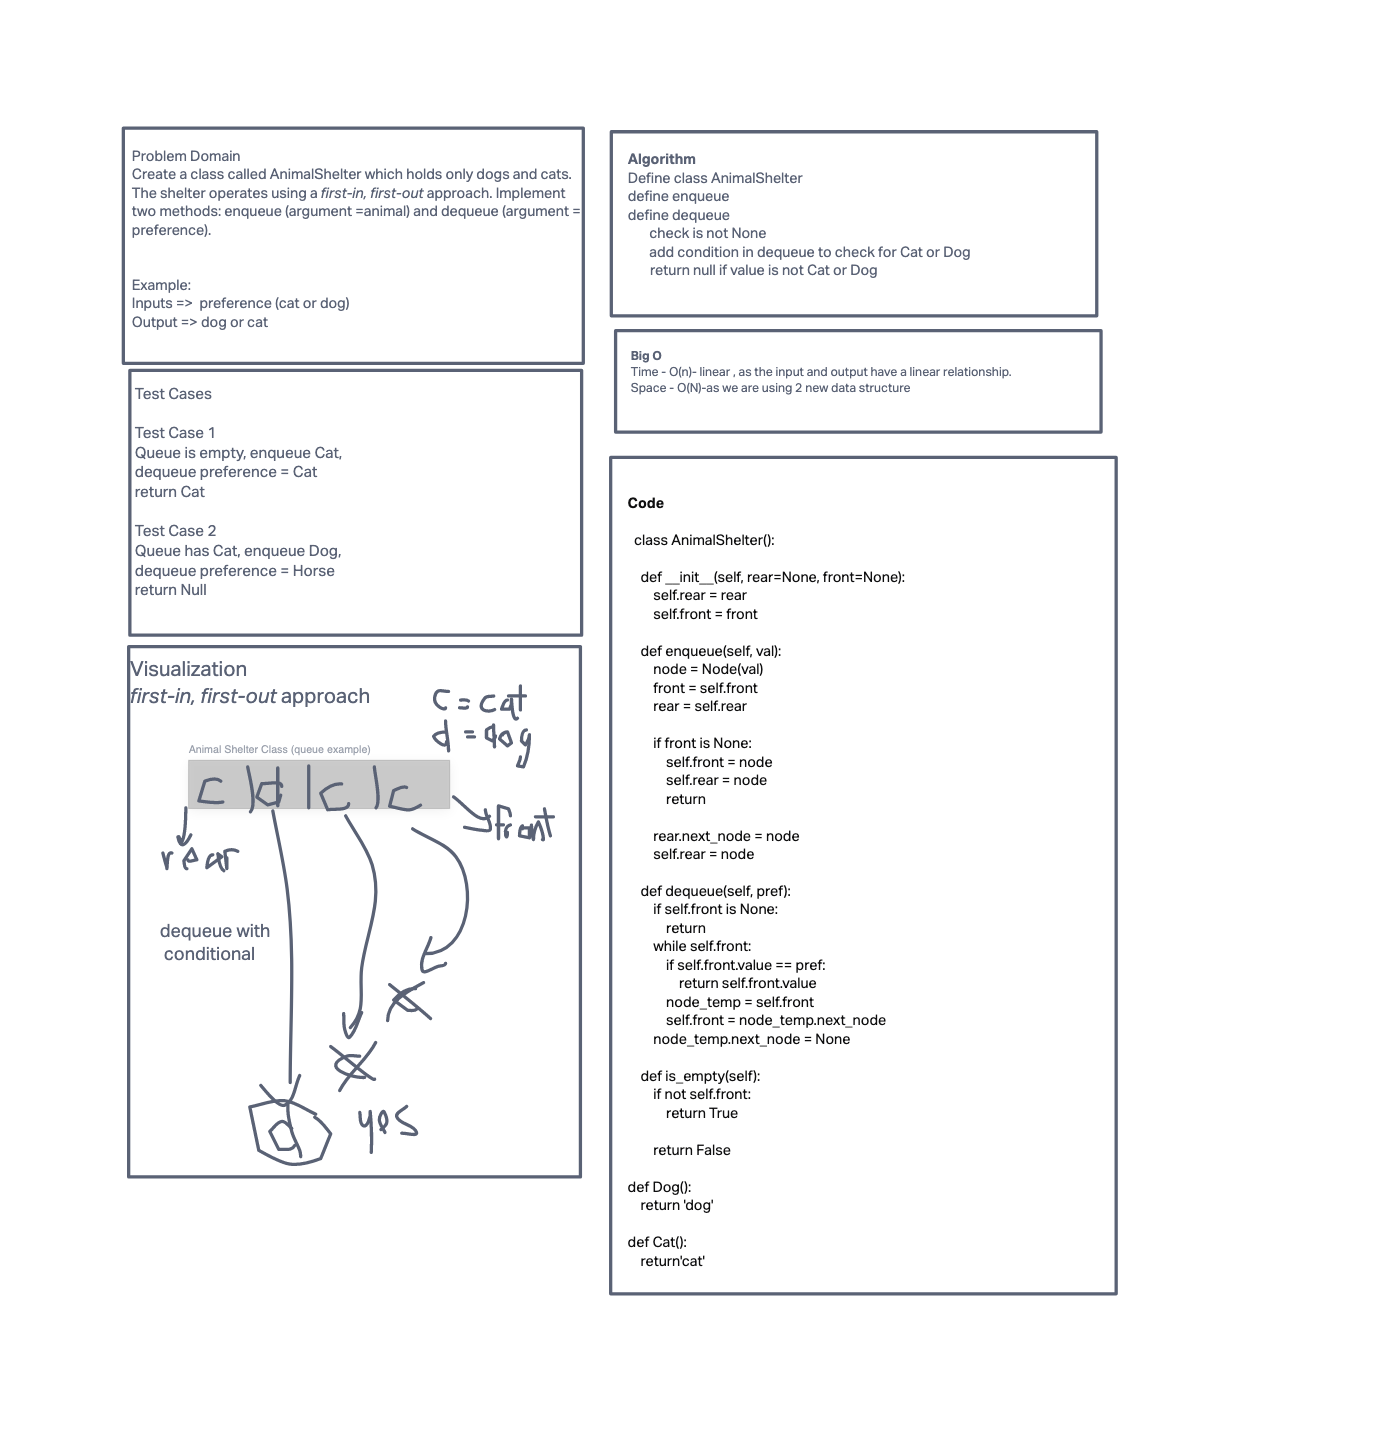 Problem Domain
Create a class called AnimalShelter which holds only dogs and cats.
The shelter operates using a first-in, first-out approach. Implement
two methods: enqueue (argument =animal) and dequeue (argument =
preference).
Example:
Inputs => preference (cat or dog)
Output => dog or cat
Test Cases
Test Case 1
Queue is empty, enqueue Cat,
dequeue preference = Cat
return Cat
Test Case 2
Queue has Cat, enqueue Dog,
dequeue preference = Horse
return Null
Visualization
first-in, first-out approach
c = cat
d = dog
Animal Shelter Class (queue example)
c | d | c | c
front
rear
dequeue with
conditional
c
c
d yes
Algorithm
Define class AnimalShelter
define enqueue
define dequeue
check is not None
add condition in dequeue to check for Cat or Dog
return null if value is not Cat or Dog
Big O
Time - O(n)- linear , as the input and output have a linear relationship.
Space - O(N)-as we are using 2 new data structure
Code
class AnimalShelter():
def __init__(self, rear=None, front=None):
self.rear = rear
self.front = front
def enqueue(self, val):
node = Node(val)
front = self.front
rear = self.rear
if front is None:
self.front = node
self.rear = node
return
rear.next_node = node
self.rear = node
def dequeue(self, pref):
if self.front is None:
return
while self.front:
if self.front.value == pref:
return self.front.value
node_temp = self.front
self.front = node_temp.next_node
node_temp.next_node = None
def is_empty(self):
if not self.front:
return True
return False
def Dog():
return 'dog'
def Cat():
return'cat'